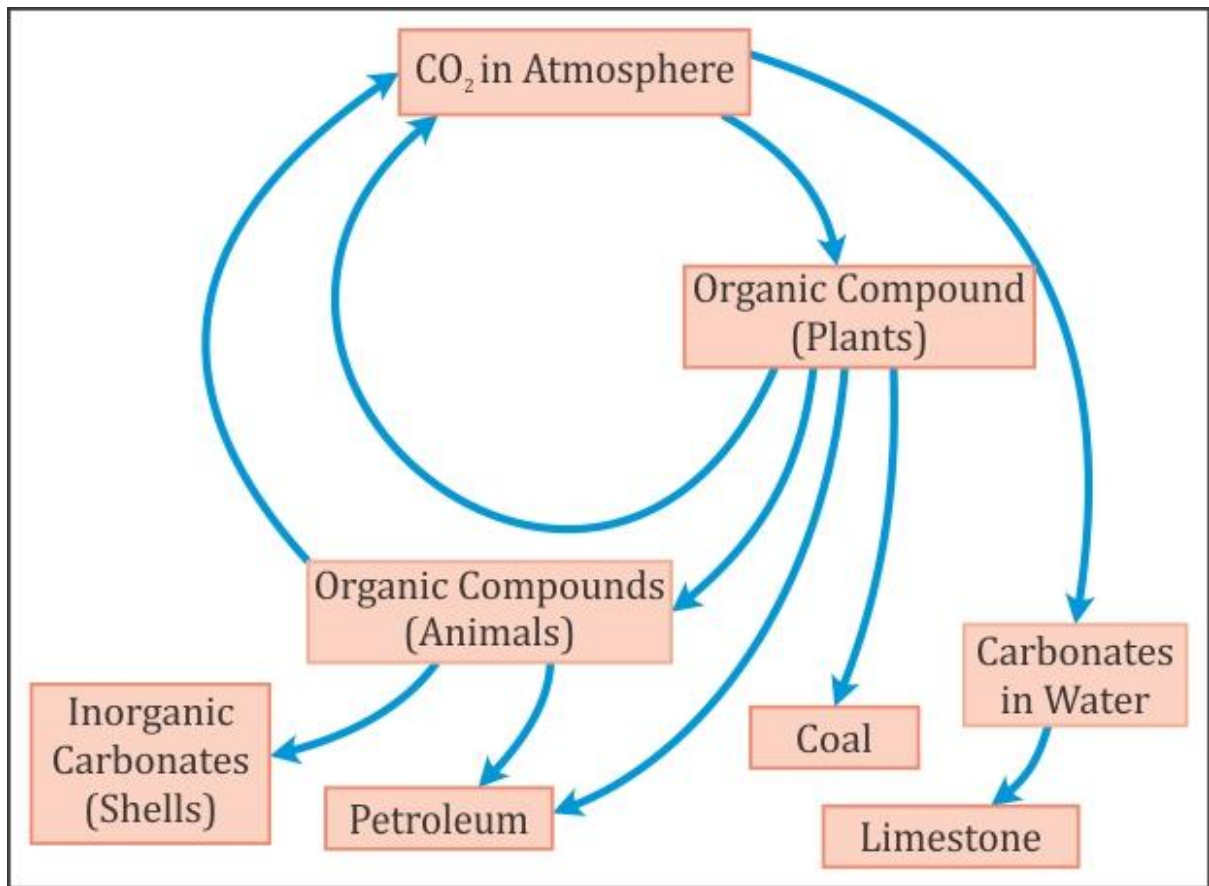 CO₂ in Atmosphere
Organic Compound
(Plants)
Organic Compounds
(Animals)
Carbonates
in Water
Inorganic
Carbonates
(Shells)
Petroleum
Coal
Limestone